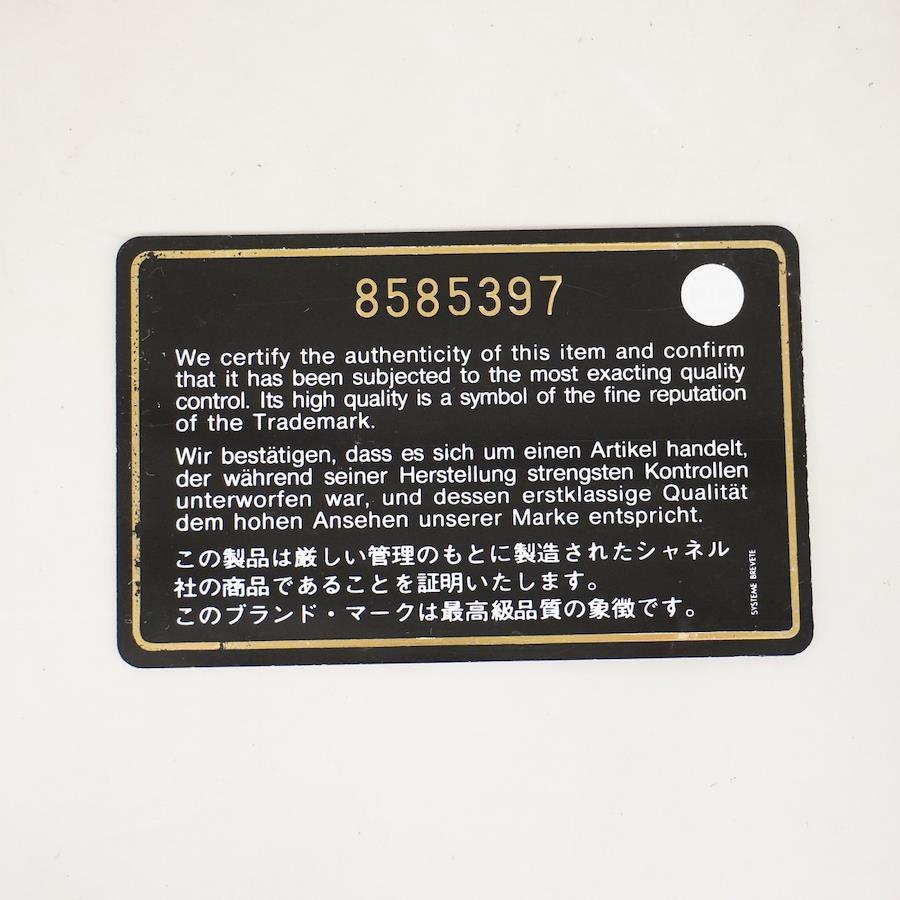 8585397
We certify the authenticity of this item and confirm
that it has been subjected to the most exacting quality
control. Its high quality is a symbol of the fine reputation
of the Trademark.
Wir bestätigen, dass es sich um einen Artikel handelt,
der während seiner Herstellung strengsten Kontrollen
unterworfen war, und dessen erstklassige Qualität
dem hohen Ansehen unserer Marke entspricht.
この製品は厳しい管理のもとに製造されたシャネル
社の商品であることを証明いたします。
このブランド・マークは最高級品質の象徴です。
SYSTEME BREVETE